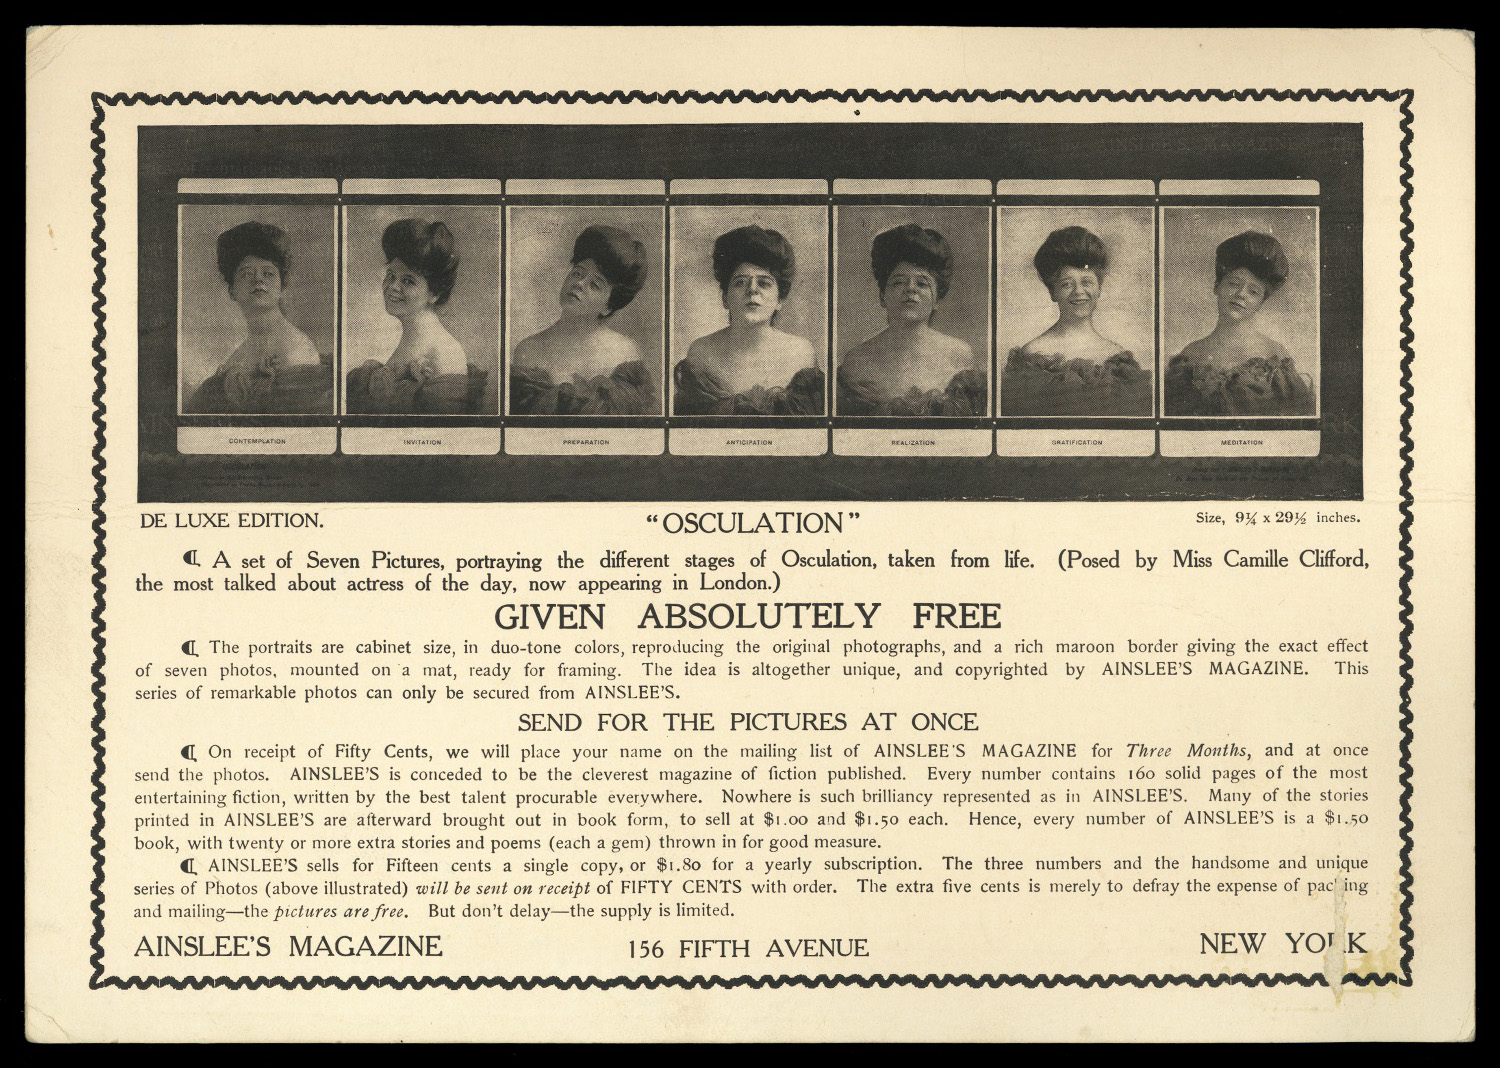 CONTEMPLATION INVITATION PREPARATION ANTICIPATION REALIZATION GRATIFICATION MEDITATION
DE LUXE EDITION. "OSCULATION" Size, 9¼ x 29½ inches.
¶ A set of Seven Pictures, portraying the different stages of Osculation, taken from life. (Posed by Miss Camille Clifford,
the most talked about actress of the day, now appearing in London.)
GIVEN ABSOLUTELY FREE
¶ The portraits are cabinet size, in duo-tone colors, reproducing the original photographs, and a rich maroon border giving the exact effect
of seven photos, mounted on a mat, ready for framing. The idea is altogether unique, and copyrighted by AINSLEE'S MAGAZINE. This
series of remarkable photos can only be secured from AINSLEE'S.
SEND FOR THE PICTURES AT ONCE
¶ On receipt of Fifty Cents, we will place your name on the mailing list of AINSLEE'S MAGAZINE for Three Months, and at once
send the photos. AINSLEE'S is conceded to be the cleverest magazine of fiction published. Every number contains 160 solid pages of the most
entertaining fiction, written by the best talent procurable everywhere. Nowhere is such brilliancy represented as in AINSLEE'S. Many of the stories
printed in AINSLEE'S are afterward brought out in book form, to sell at $1.00 and $1.50 each. Hence, every number of AINSLEE'S is a $1.50
book, with twenty or more extra stories and poems (each a gem) thrown in for good measure.
¶ AINSLEE'S sells for Fifteen cents a single copy, or $1.80 for a yearly subscription. The three numbers and the handsome and unique
series of Photos (above illustrated) will be sent on receipt of FIFTY CENTS with order. The extra five cents is merely to defray the expense of packing
and mailing—the pictures are free. But don't delay—the supply is limited.
AINSLEE'S MAGAZINE 156 FIFTH AVENUE NEW YORK